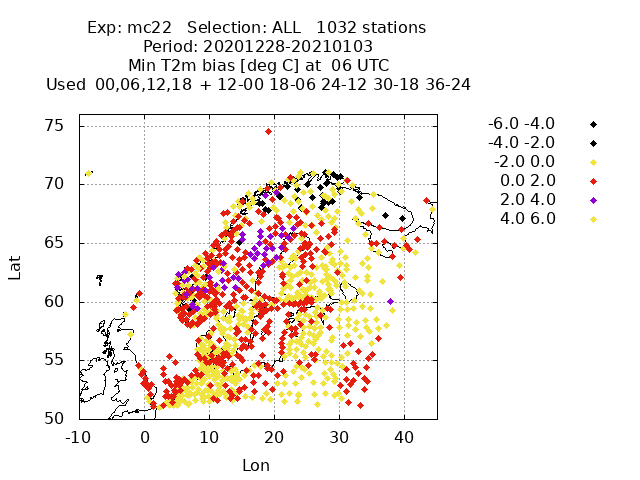 Exp: mc22   Selection: ALL   1032 stations
Period: 20201228-20210103
Min T2m bias [deg C] at  06 UTC
Used  00,06,12,18  + 12-00 18-06 24-12 30-18 36-24
-6.0 -4.0
-4.0 -2.0
-2.0 0.0
0.0 2.0
2.0 4.0
4.0 6.0
75
70
65
60
55
50
Lat
-10 0 10 20 30 40
Lon